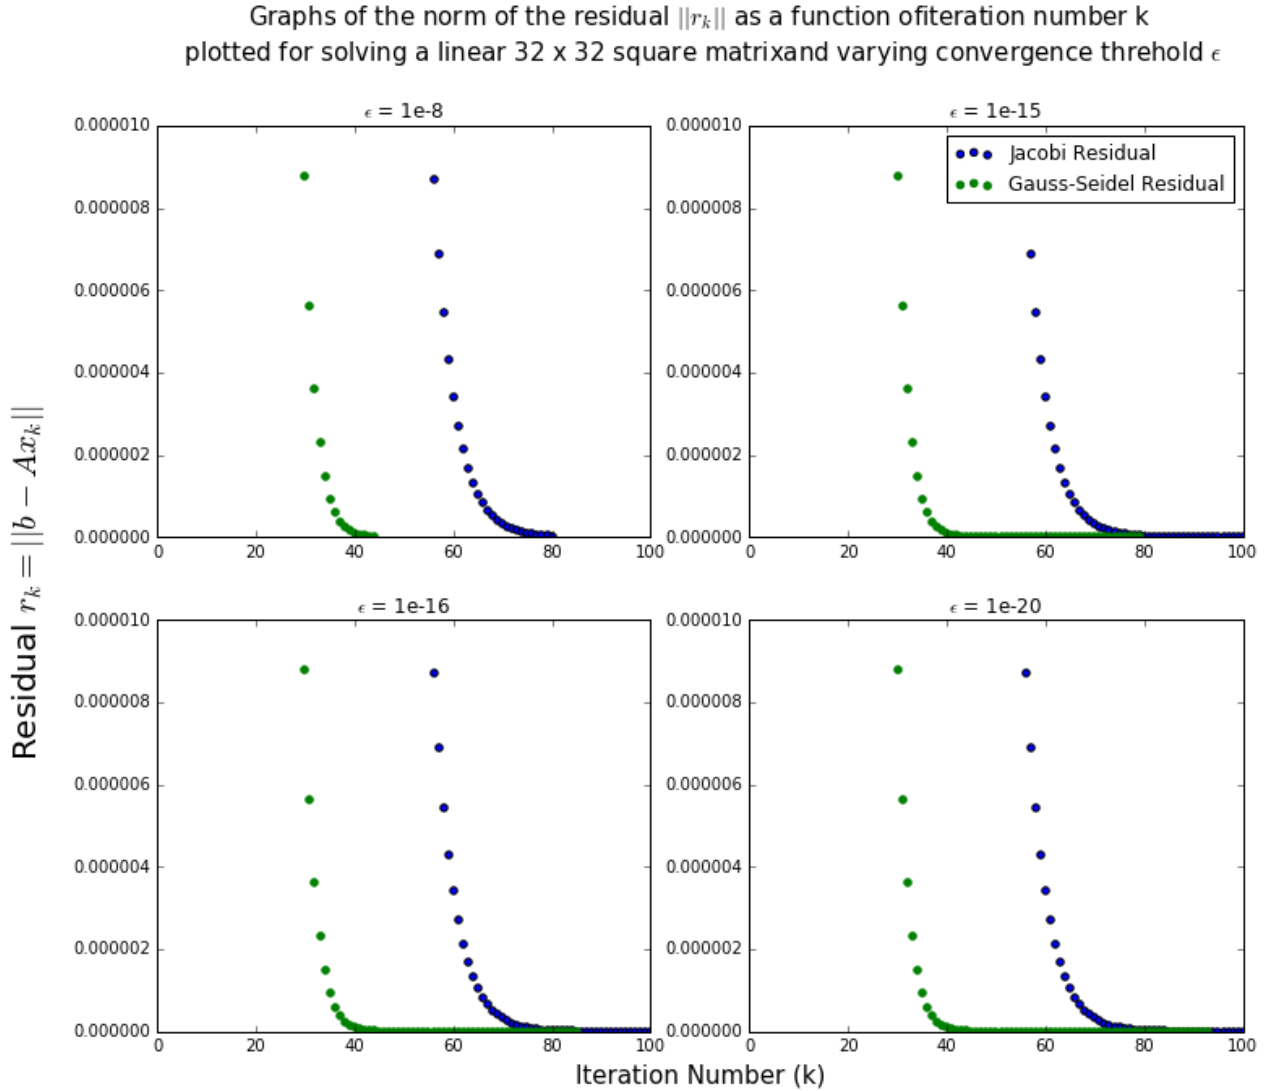 Graphs of the norm of the residual ||r_k|| as a function ofiteration number k
plotted for solving a linear 32 x 32 square matrixand varying convergence threhold ϵ
ϵ = 1e-8
0.000010
0.000008
0.000006
0.000004
0.000002
0.000000
0 20 40 60 80 100
ϵ = 1e-15
Jacobi Residual
Gauss-Seidel Residual
0.000010
0.000008
0.000006
0.000004
0.000002
0.000000
0 20 40 60 80 100
Residual r_k = ||b − Ax_k||
ϵ = 1e-16
0.000010
0.000008
0.000006
0.000004
0.000002
0.000000
0 20 40 60 80 100
ϵ = 1e-20
0.000010
0.000008
0.000006
0.000004
0.000002
0.000000
0 20 40 60 80 100
Iteration Number (k)